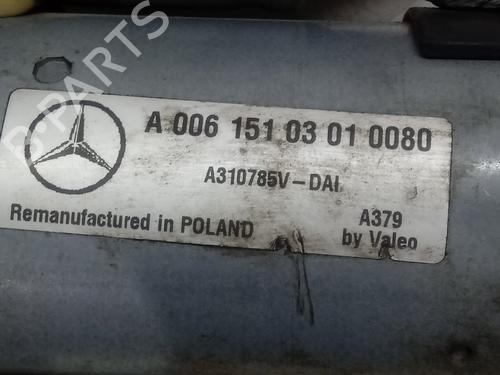 B-PARTS
A 006 151 03 01 0080
A310785V-DAI
Remanufactured in POLAND
A379
by Valeo